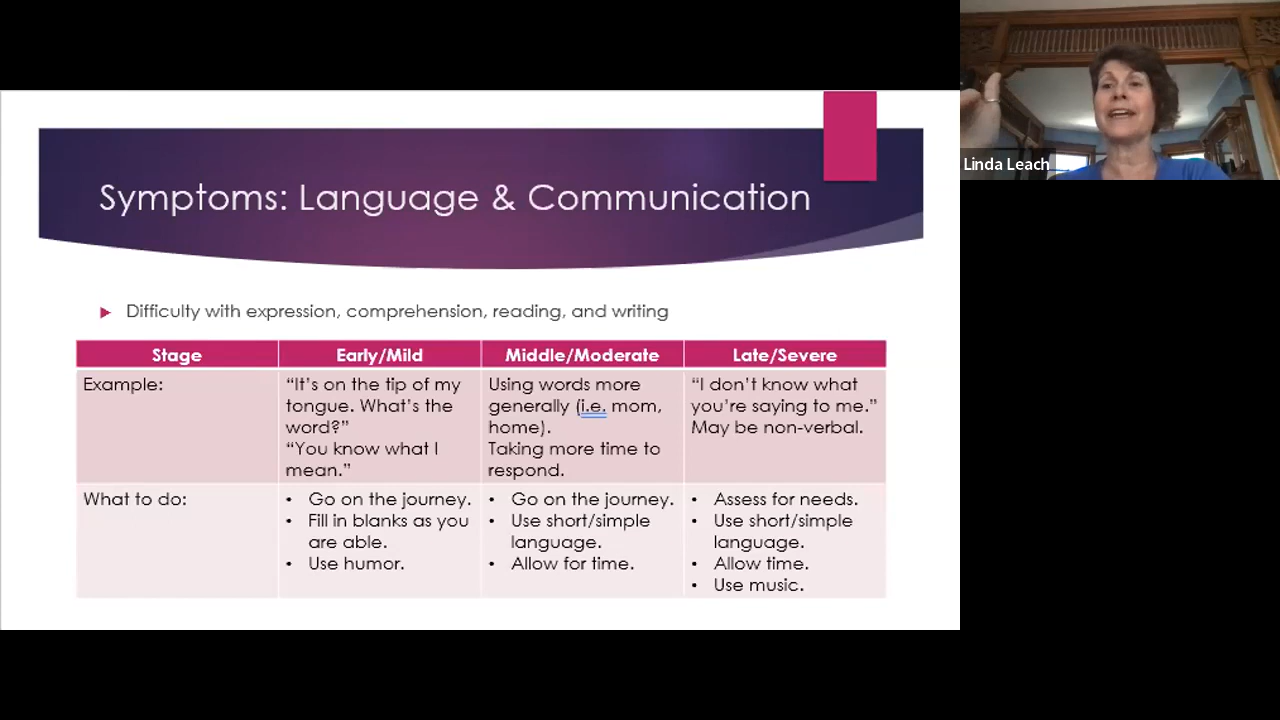 Linda Leach
Symptoms: Language & Communication
Difficulty with expression, comprehension, reading, and writing
Stage
Early/Mild
Middle/Moderate
Late/Severe
Example:
“It’s on the tip of my
tongue. What’s the
word?”
“You know what I
mean.”
Using words more
generally (i.e. mom,
home).
Taking more time to
respond.
“I don’t know what
you’re saying to me.”
May be non-verbal.
What to do:
• Go on the journey.
• Fill in blanks as you
are able.
• Use humor.
• Go on the journey.
• Use short/simple
language.
• Allow for time.
• Assess for needs.
• Use short/simple
language.
• Allow time.
• Use music.